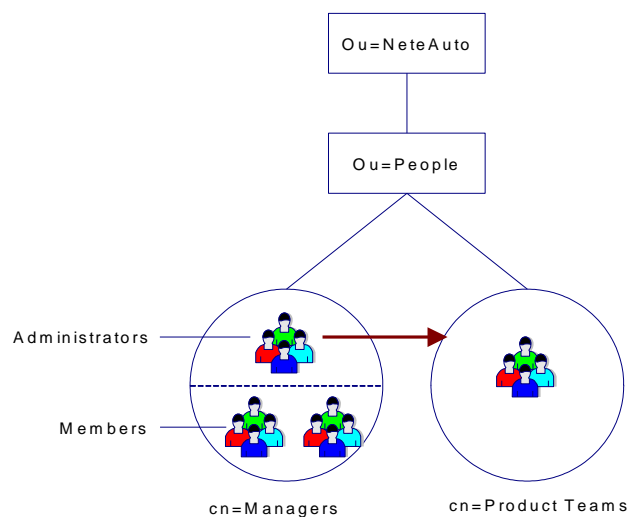 Ou=NeteAuto
Ou=People
Administrators
Members
cn=Managers
cn=Product Teams